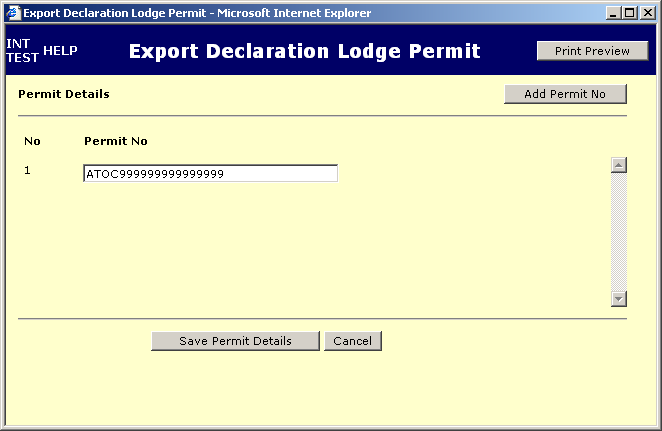 Export Declaration Lodge Permit - Microsoft Internet Explorer
INT TEST HELP Export Declaration Lodge Permit Print Preview
Permit Details Add Permit No
No Permit No
1 ATOC999999999999999
Save Permit Details Cancel